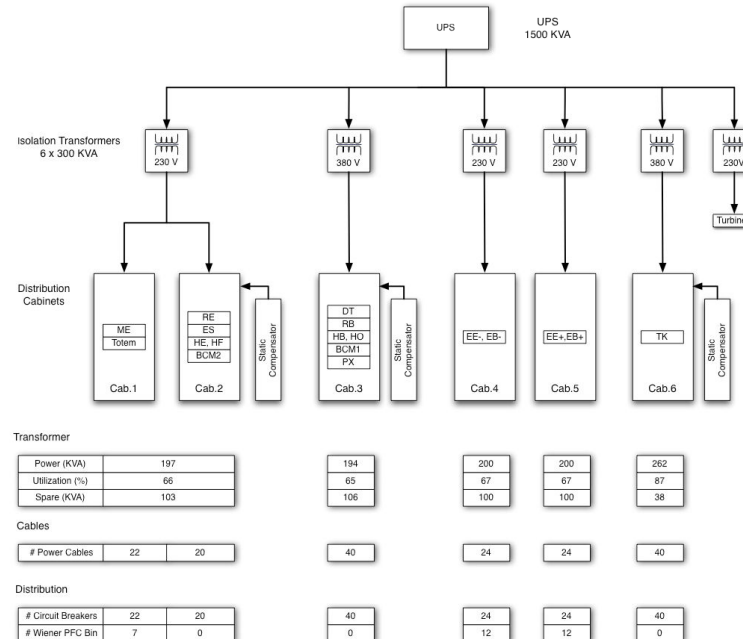 UPS
UPS
1500 KVA
Isolation Transformers
6 x 300 KVA
230 V
380 V
230 V
230 V
380 V
230V
Turbine
Distribution
Cabinets
ME
Totem
Cab.1
RE
ES
HE, HF
BCM2
Cab.2
Static
Compensator
DT
RB
HB, HO
BCM1
PX
Cab.3
Static
Compensator
EE-, EB-
Cab.4
EE+,EB+
Cab.5
TK
Cab.6
Static
Compensator
Transformer
Power (KVA) 197 194 200 200 262
Utilization (%) 66 65 67 67 87
Spare (KVA) 103 106 100 100 38
Cables
# Power Cables 22 20 40 24 24 40
Distribution
# Circuit Breakers 22 20 40 24 24 40
# Wiener PFC Bin 7 0 0 12 12 0